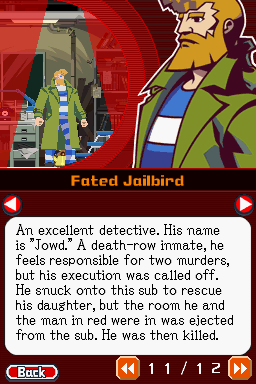 Fated Jailbird
An excellent detective. His name
is "Jowd." A death-row inmate, he
feels responsible for two murders,
but his execution was called off.
He snuck onto this sub to rescue
his daughter, but the room he and
the man in red were in was ejected
from the sub. He was then killed.
Back
11/12